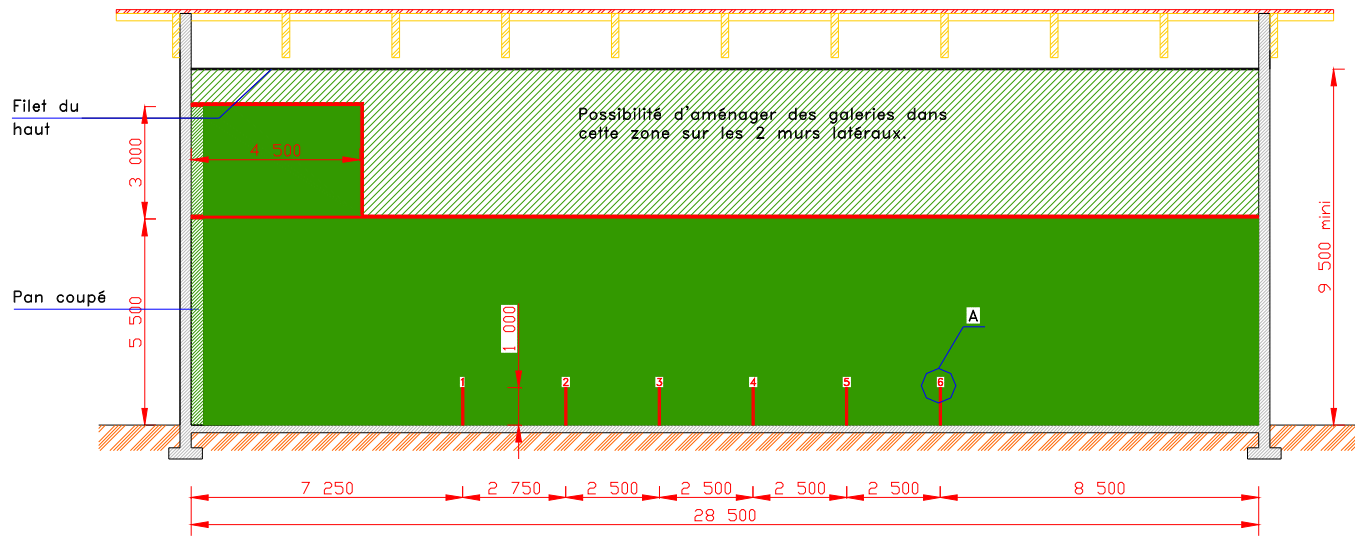 Filet du
haut
Possibilité d'aménager des galeries dans
cette zone sur les 2 murs latéraux.
4 500
3 000
9 500 mini
Pan coupé
5 500
1 000
A
1 2 3 4 5 6
7 250 2 750 2 500 2 500 2 500 2 500 8 500
28 500